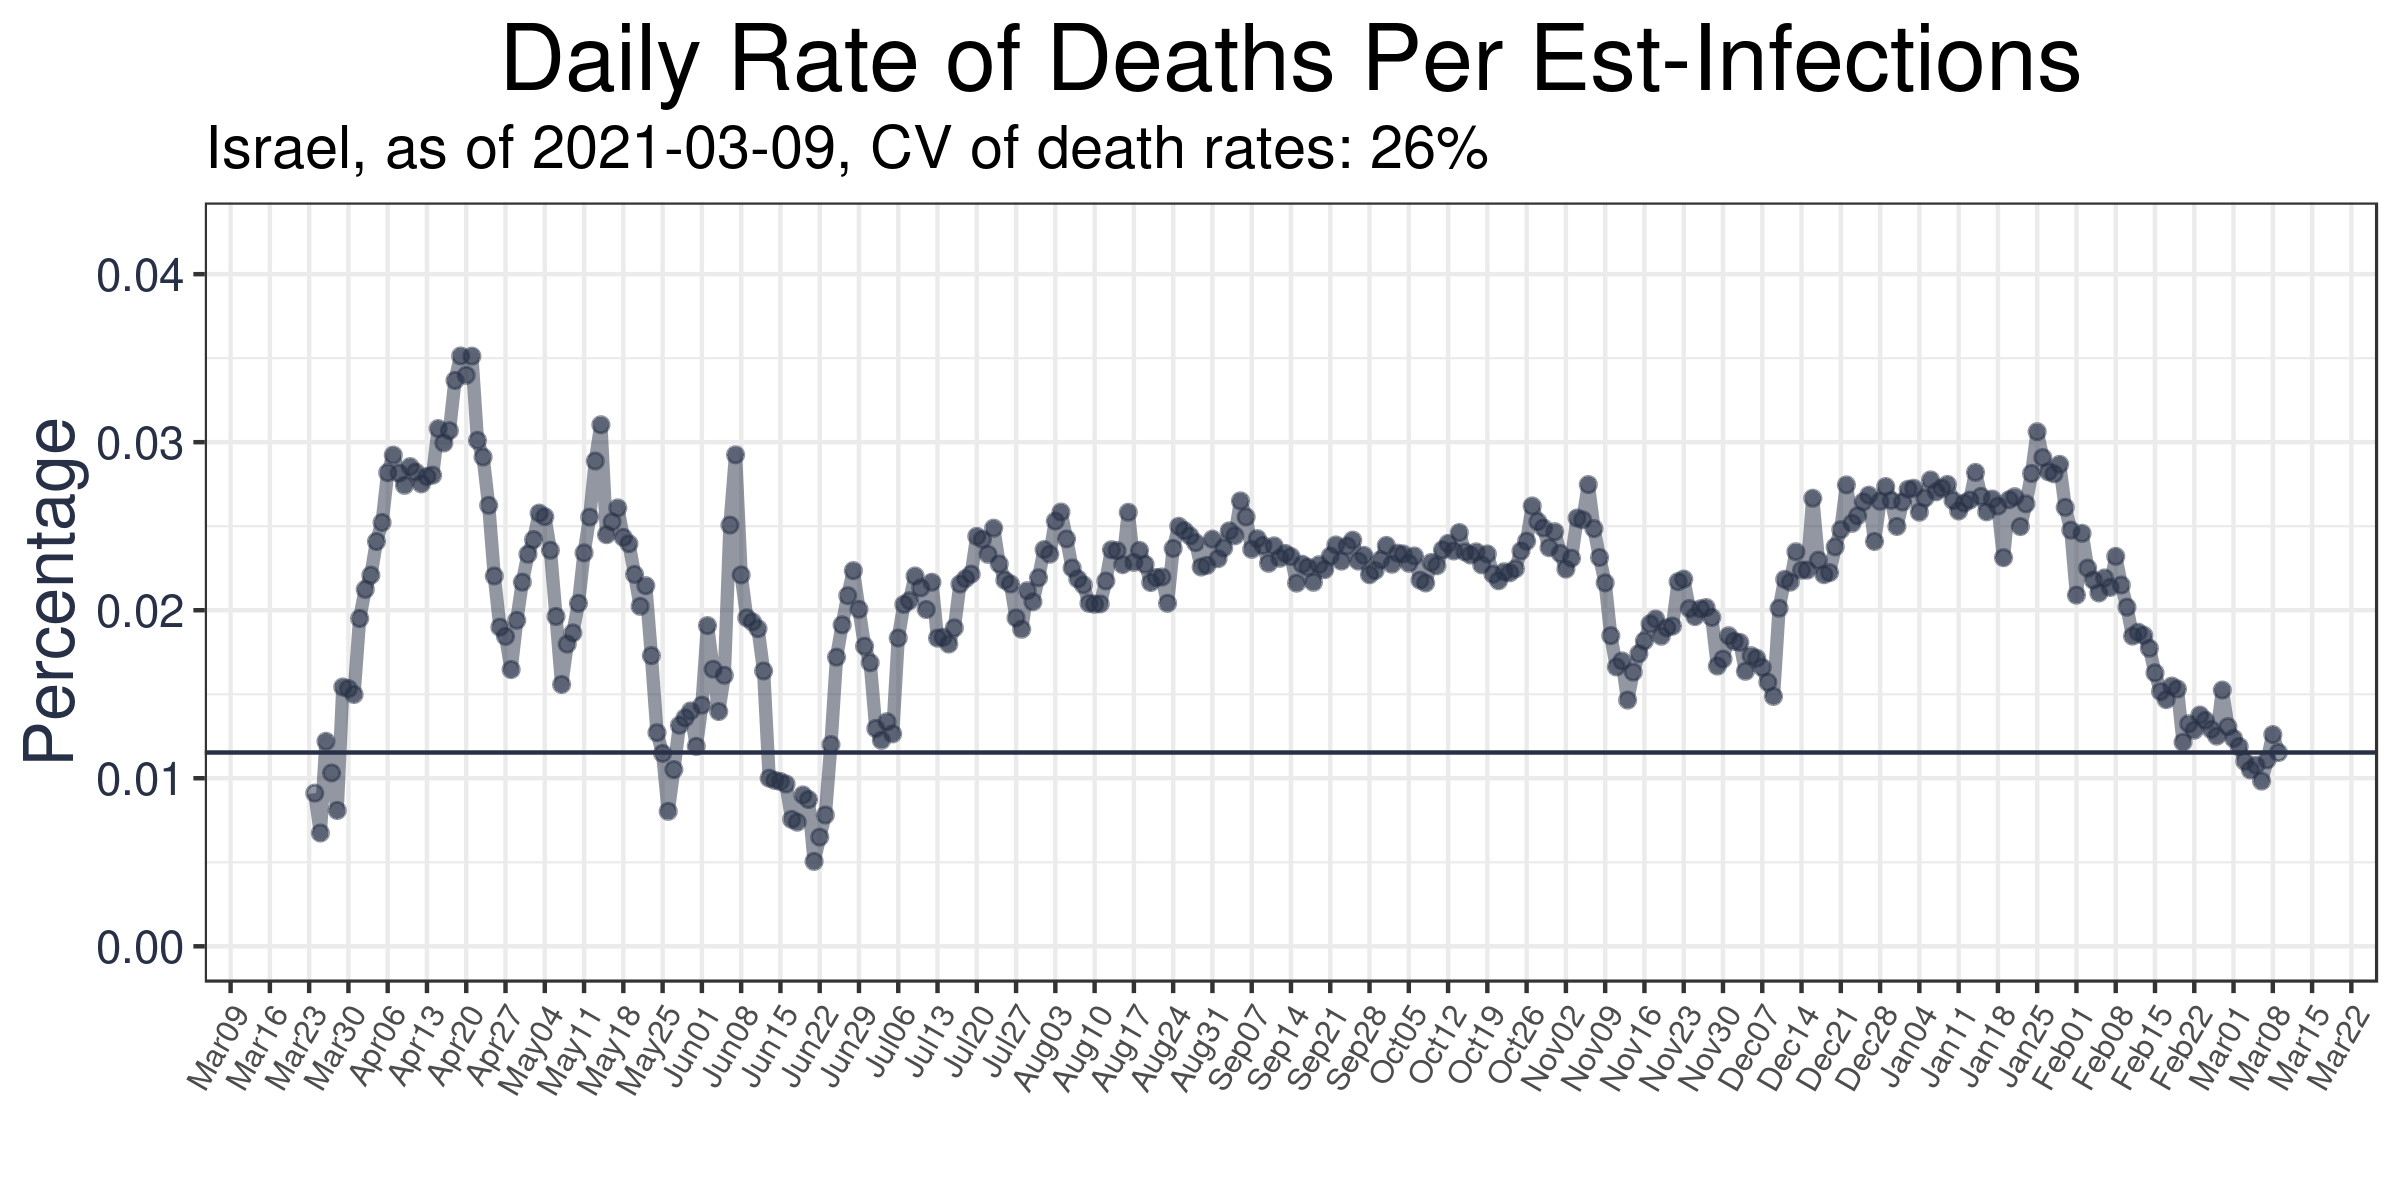 Daily Rate of Deaths Per Est-Infections
Israel, as of 2021-03-09, CV of death rates: 26%
Percentage
0.04
0.03
0.02
0.01
0.00
Mar09
Mar16
Mar23
Mar30
Apr06
Apr13
Apr20
Apr27
May04
May11
May18
May25
Jun01
Jun08
Jun15
Jun22
Jun29
Jul06
Jul13
Jul20
Jul27
Aug03
Aug10
Aug17
Aug24
Aug31
Sep07
Sep14
Sep21
Sep28
Oct05
Oct12
Oct19
Oct26
Nov02
Nov09
Nov16
Nov23
Nov30
Dec07
Dec14
Dec21
Dec28
Jan04
Jan11
Jan18
Jan25
Feb01
Feb08
Feb15
Feb22
Mar01
Mar08
Mar15
Mar22